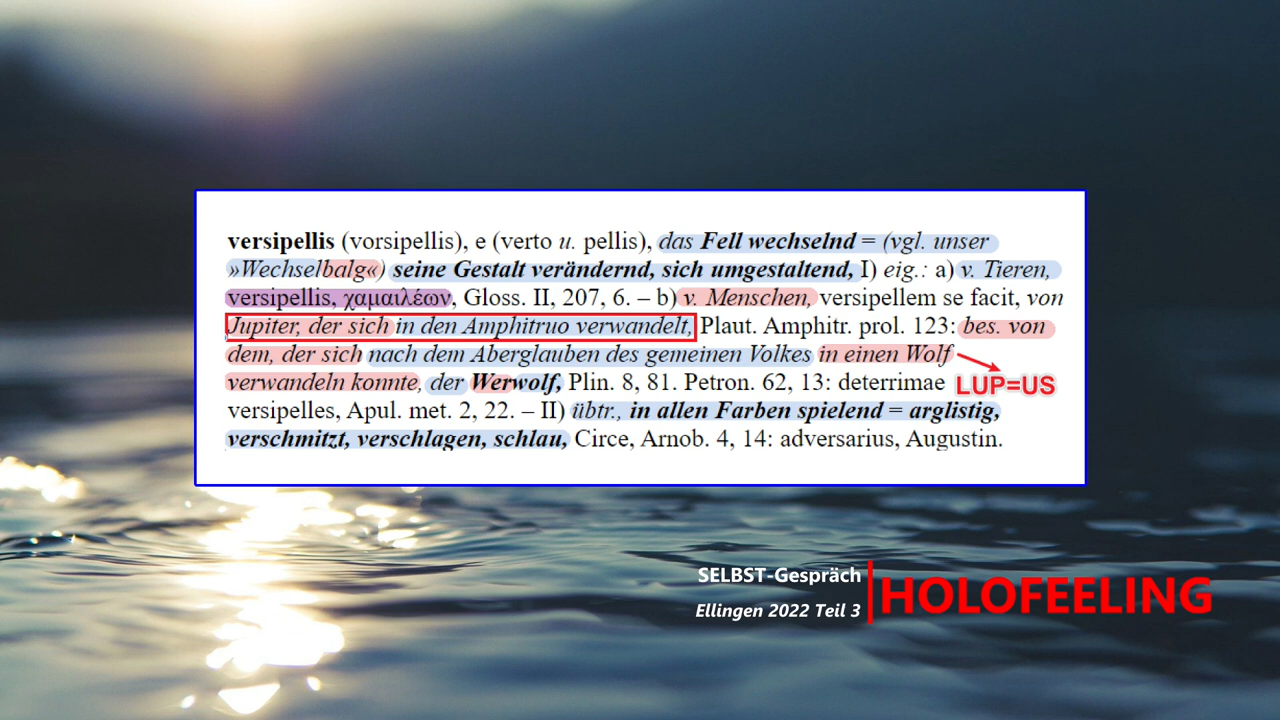 versipellis (vorsipellis), e (verto u. pellis), das Fell wechselnd = (vgl. unser
»Wechselbalg«) seine Gestalt verändernd, sich umgestaltend, I) eig.: a) v. Tieren,
versipellis, χαμαιλέων, Gloss. II, 207, 6. – b) v. Menschen, versipellem se facit, von
Jupiter, der sich in den Amphitruo verwandelt, Plaut. Amphitr. prol. 123: bes. von
dem, der sich nach dem Aberglauben des gemeinen Volkes in einen Wolf
verwandeln konnte, der Werwolf, Plin. 8, 81. Petron. 62, 13: deterrimae
LUP=US
versipelles, Apul. met. 2, 22. – II) übtr., in allen Farben spielend = arglistig,
verschmitzt, verschlagen, schlau, Circe, Arnob. 4, 14: adversarius, Augustin.
SELBST-Gespräch
Ellingen 2022 Teil 3
HOLOFEELING